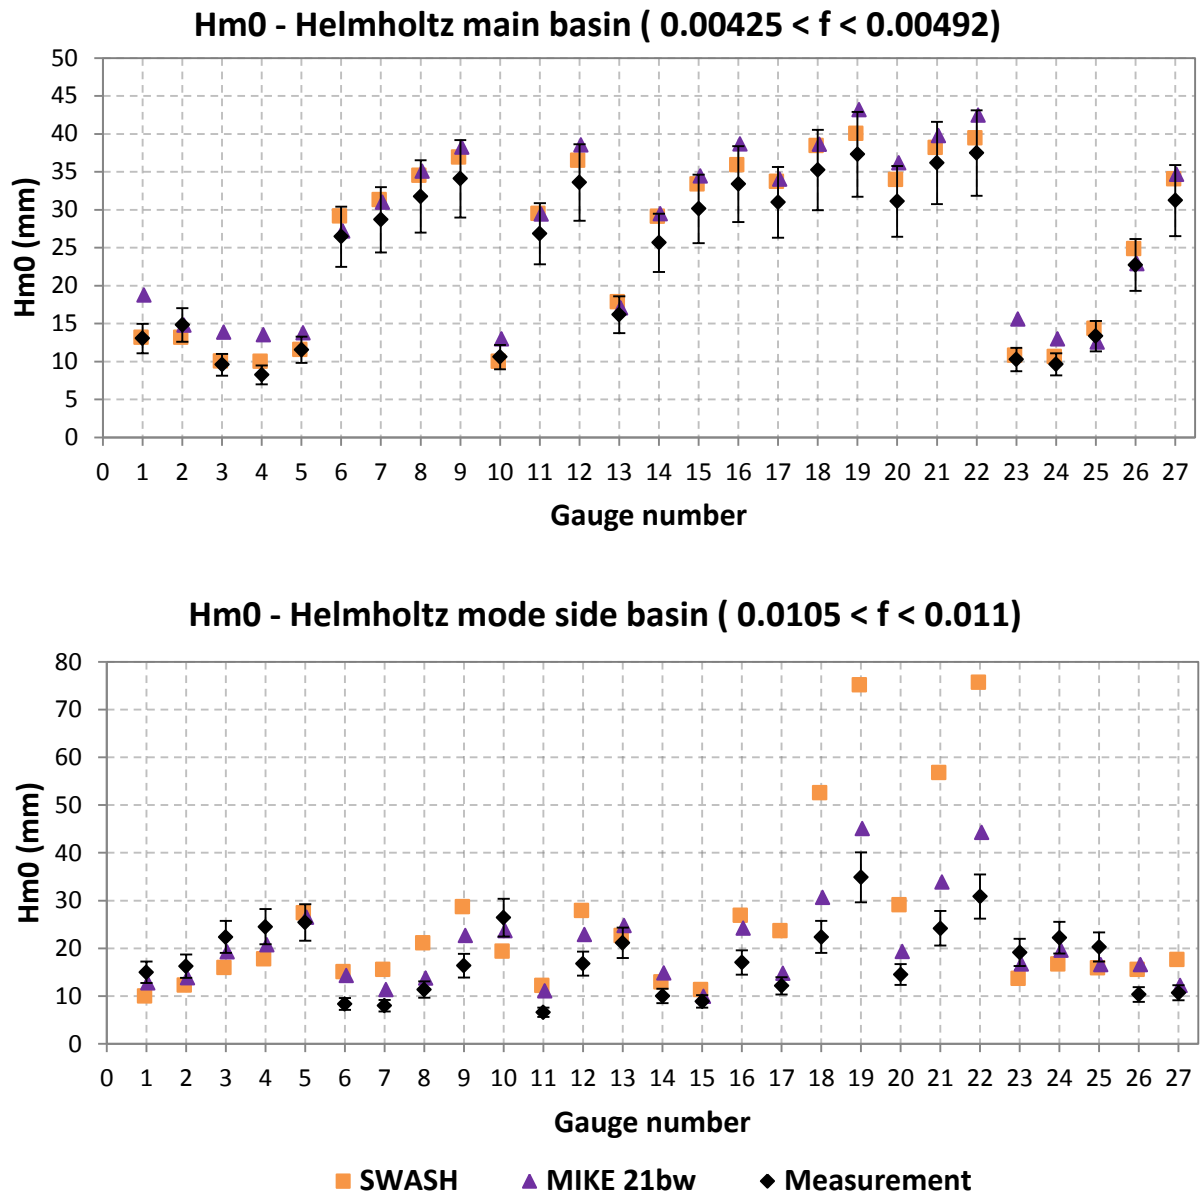 Hm0 - Helmholtz main basin ( 0.00425 < f < 0.00492)
50
45
40
35
30
25
20
15
10
5
0
Hm0 (mm)
0 1 2 3 4 5 6 7 8 9 10 11 12 13 14 15 16 17 18 19 20 21 22 23 24 25 26 27
Gauge number
Hm0 - Helmholtz mode side basin ( 0.0105 < f < 0.011)
80
70
60
50
40
30
20
10
0
Hm0 (mm)
0 1 2 3 4 5 6 7 8 9 10 11 12 13 14 15 16 17 18 19 20 21 22 23 24 25 26 27
Gauge number
SWASH MIKE 21bw Measurement